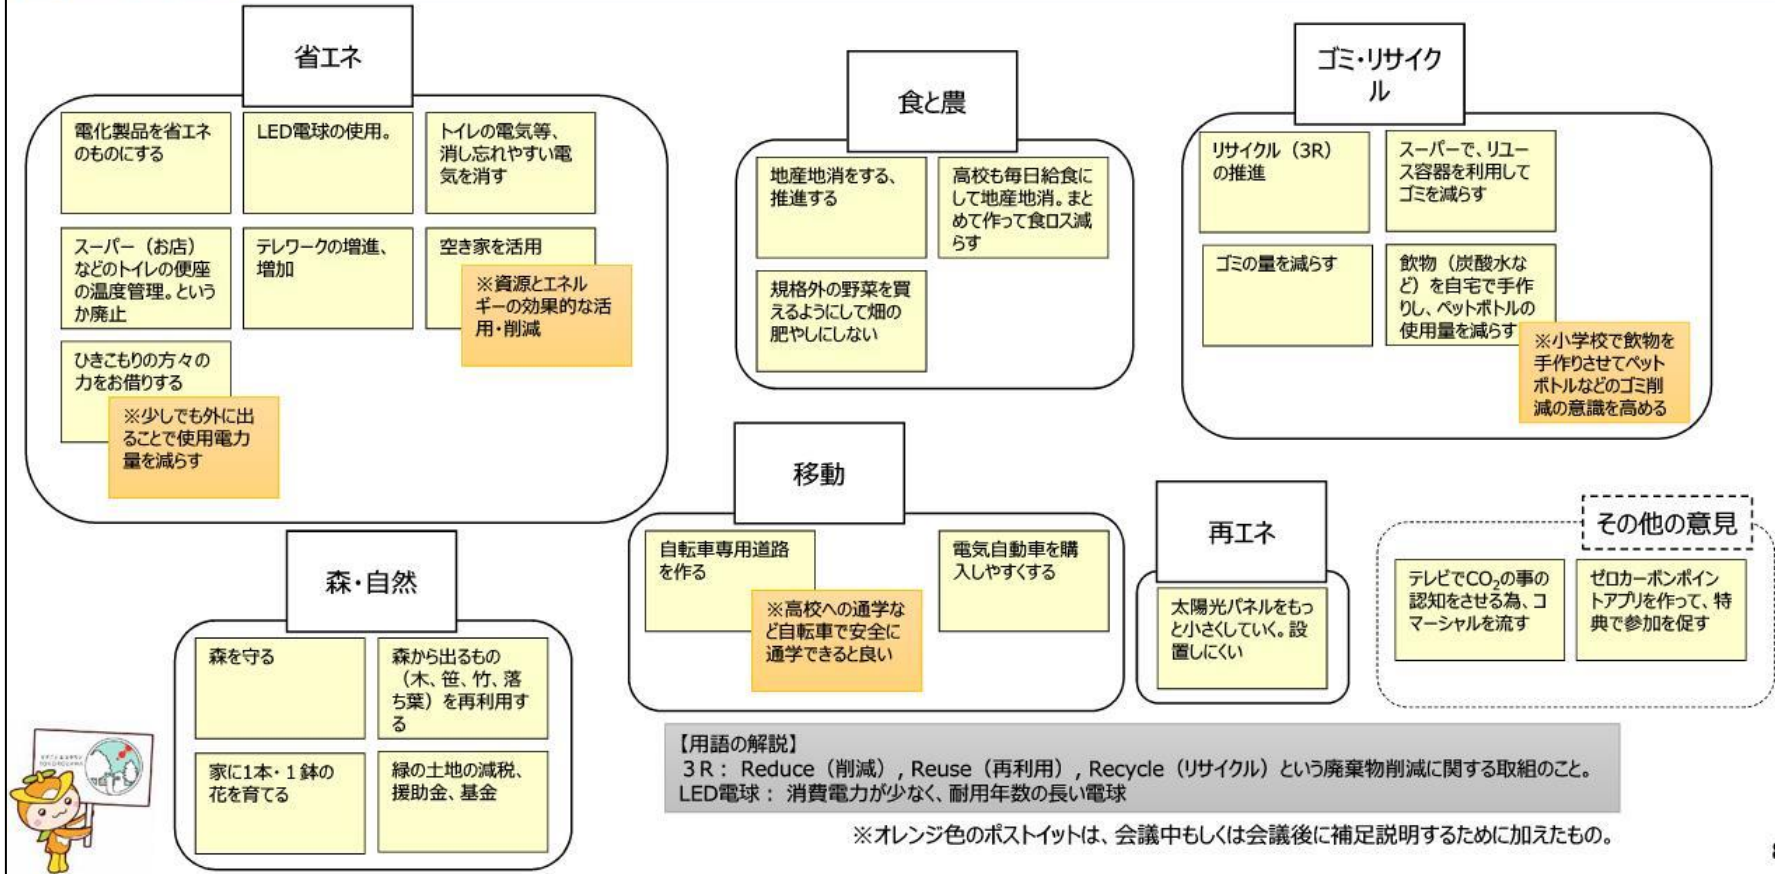 省エネ
電化製品を省エネ
のものにする
LED電球の使用。
トイレの電気等、
消し忘れやすい電
気を消す
スーパー（お店）
などのトイレの便座
の温度管理。という
か廃止
テレワークの増進、
増加
空き家を活用
※資源とエネル
ギーの効果的な活
用・削減
ひきこもりの方々の
力をお借りする
※少しでも外に出
ることで使用電力
量を減らす
食と農
地産地消をする、
推進する
高校も毎日給食に
して地産地消。まと
めて作って食ロス減
らす
規格外の野菜を買
えるようにして畑の
肥やしにしない
ゴミ・リサイク
ル
リサイクル（3R）
の推進
スーパーで、リユー
ス容器を利用して
ゴミを減らす
ゴミの量を減らす
飲物（炭酸水な
ど）を自宅で手作
りし、ペットボトルの
使用量を減らす
※小学校で飲物を
手作りさせてペット
ボトルなどのゴミ削
減の意識を高める
森・自然
森を守る
森から出るもの
（木、笹、竹、落
ち葉）を再利用す
る
家に1本・１鉢の
花を育てる
緑の土地の減税、
援助金、基金
移動
自転車専用道路
を作る
※高校への通学な
ど自転車で安全に
通学できると良い
電気自動車を購
入しやすくする
再エネ
太陽光パネルをもっ
と小さくしていく。設
置しにくい
その他の意見
テレビでCO₂の事の
認知をさせる為、コ
マーシャルを流す
ゼロカーボンポイン
トアプリを作って、特
典で参加を促す
【用語の解説】
３R： Reduce（削減）, Reuse（再利用）, Recycle（リサイクル）という廃棄物削減に関する取組のこと。
LED電球： 消費電力が少なく、耐用年数の長い電球
※オレンジ色のポストイットは、会議中もしくは会議後に補足説明するために加えたもの。